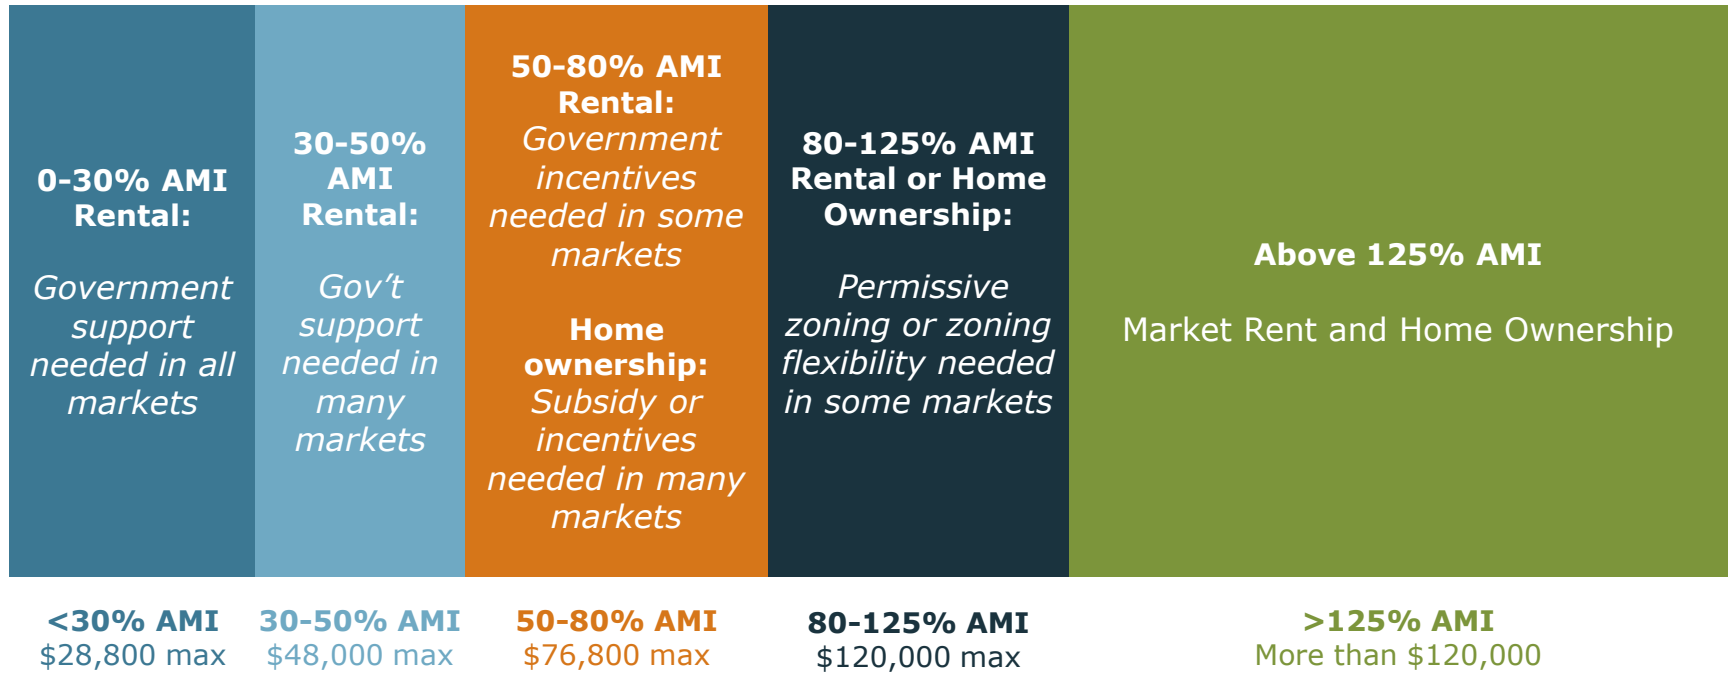 0-30% AMI
Rental:
Government
support
needed in all
markets
30-50%
AMI
Rental:
Gov’t
support
needed in
many
markets
50-80% AMI
Rental:
Government
incentives
needed in some
markets
Home
ownership:
Subsidy or
incentives
needed in many
markets
80-125% AMI
Rental or Home
Ownership:
Permissive
zoning or zoning
flexibility needed
in some markets
Above 125% AMI
Market Rent and Home Ownership
<30% AMI
$28,800 max
30-50% AMI
$48,000 max
50-80% AMI
$76,800 max
80-125% AMI
$120,000 max
>125% AMI
More than $120,000